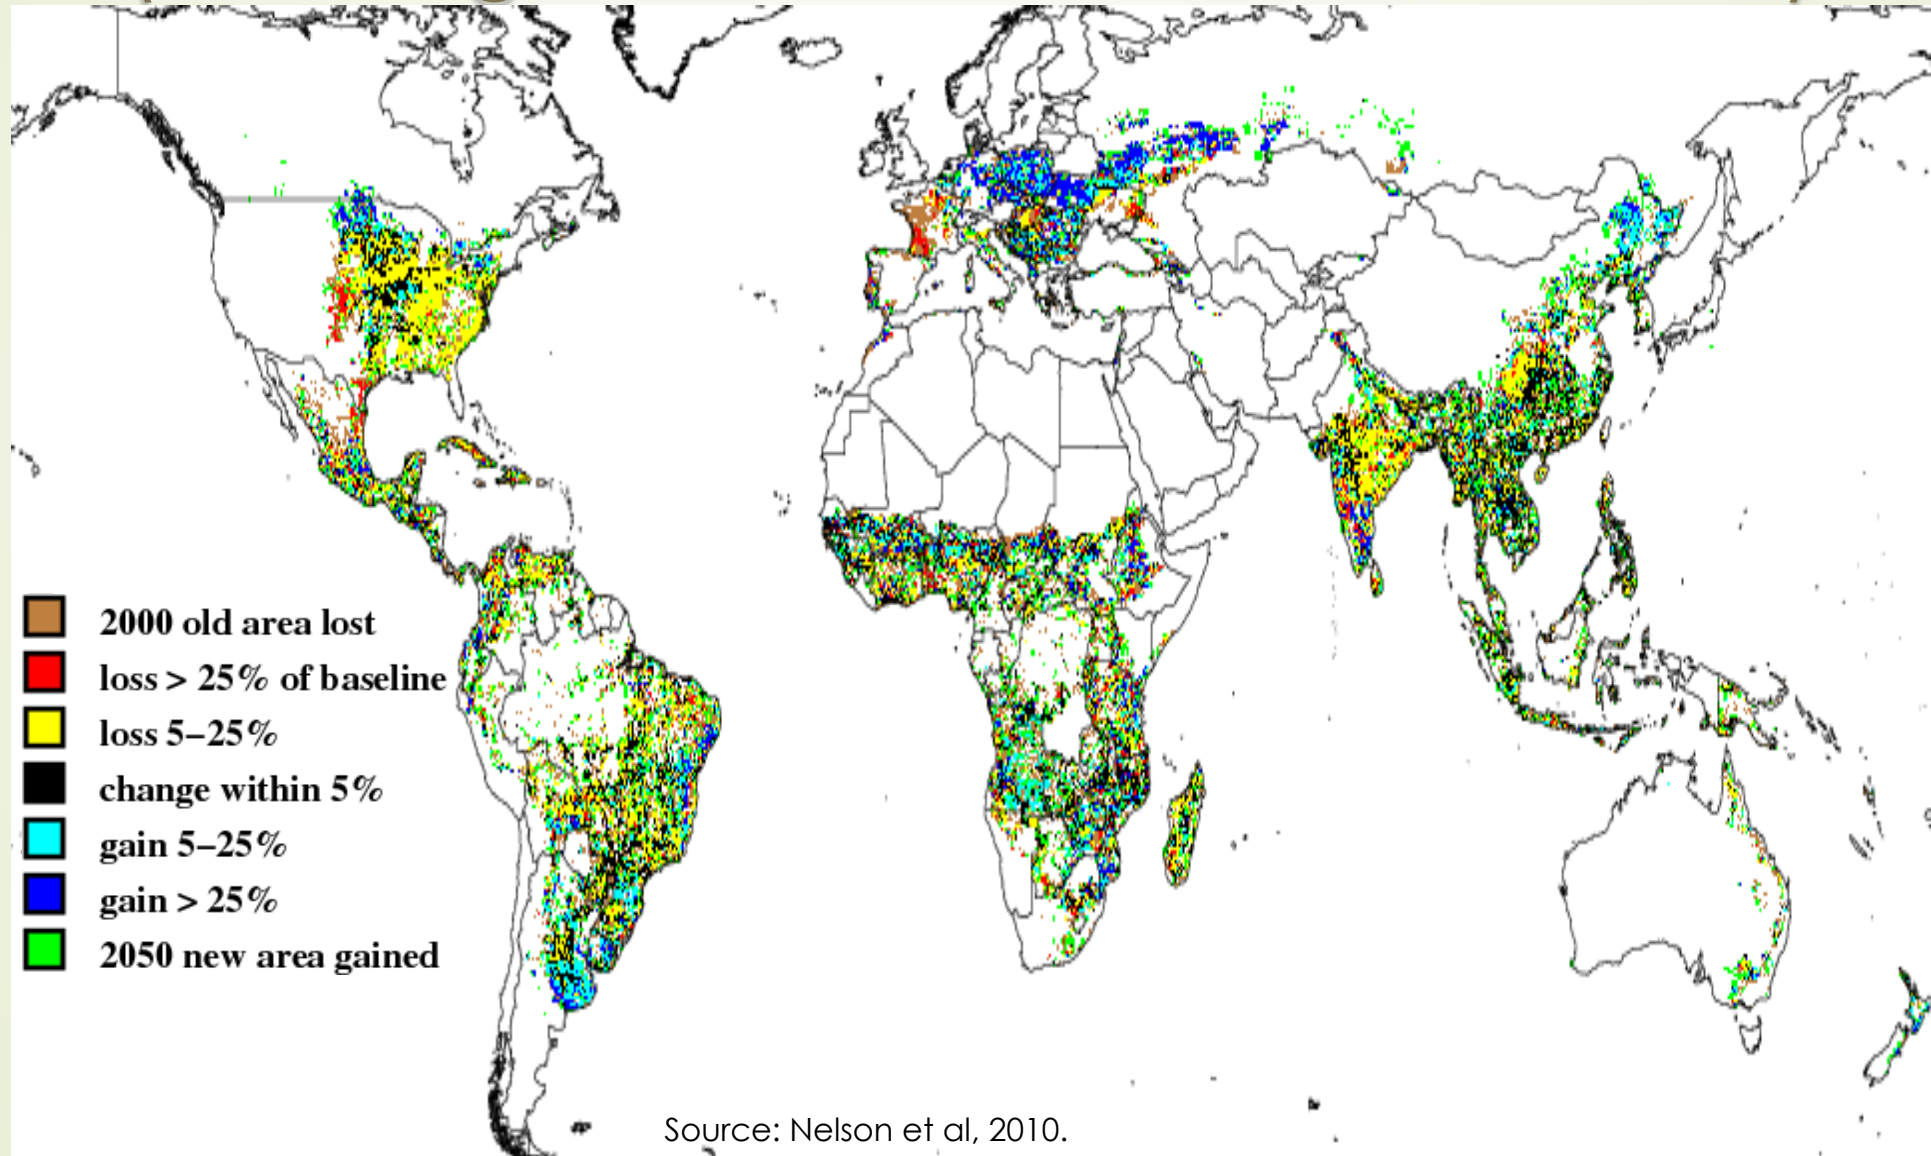 2000 old area lost
loss > 25% of baseline
loss 5–25%
change within 5%
gain 5–25%
gain > 25%
2050 new area gained
Source: Nelson et al, 2010.